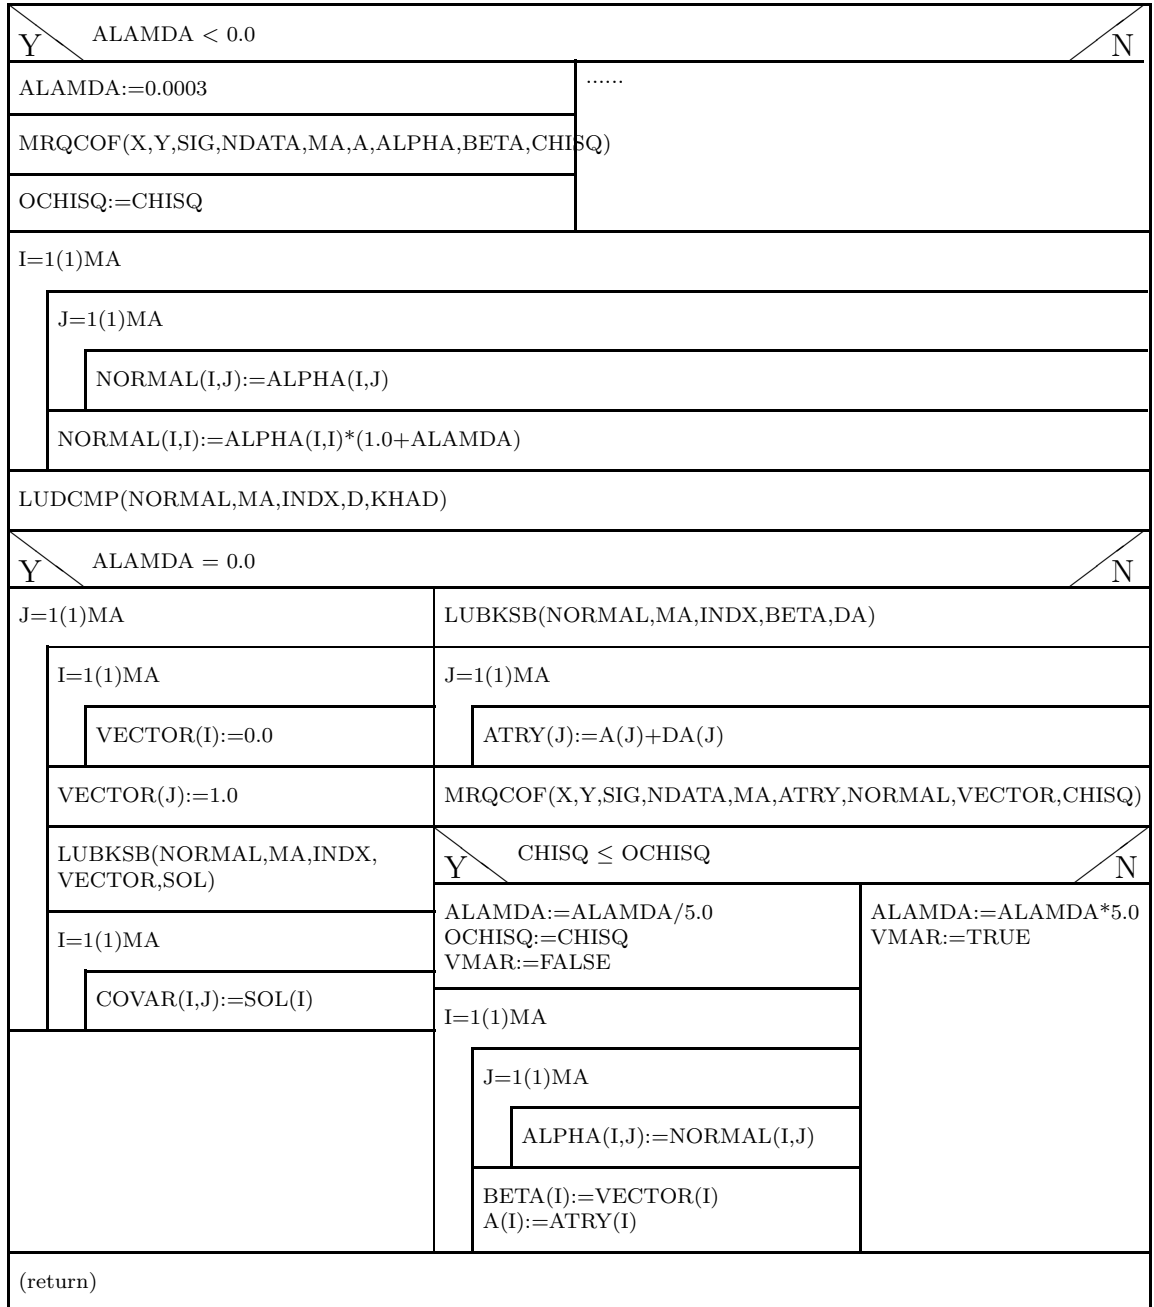 Y
ALAMDA < 0.0
N
ALAMDA:=0.0003
......
MRQCOF(X,Y,SIG,NDATA,MA,A,ALPHA,BETA,CHISQ)
OCHISQ:=CHISQ
I=1(1)MA
J=1(1)MA
NORMAL(I,J):=ALPHA(I,J)
NORMAL(I,I):=ALPHA(I,I)*(1.0+ALAMDA)
LUDCMP(NORMAL,MA,INDX,D,KHAD)
Y
ALAMDA = 0.0
N
J=1(1)MA
I=1(1)MA
VECTOR(I):=0.0
VECTOR(J):=1.0
LUBKSB(NORMAL,MA,INDX,
VECTOR,SOL)
I=1(1)MA
COVAR(I,J):=SOL(I)
LUBKSB(NORMAL,MA,INDX,BETA,DA)
J=1(1)MA
ATRY(J):=A(J)+DA(J)
MRQCOF(X,Y,SIG,NDATA,MA,ATRY,NORMAL,VECTOR,CHISQ)
Y
CHISQ ≤ OCHISQ
N
ALAMDA:=ALAMDA/5.0
OCHISQ:=CHISQ
VMAR:=FALSE
I=1(1)MA
J=1(1)MA
ALPHA(I,J):=NORMAL(I,J)
BETA(I):=VECTOR(I)
A(I):=ATRY(I)
ALAMDA:=ALAMDA*5.0
VMAR:=TRUE
(return)